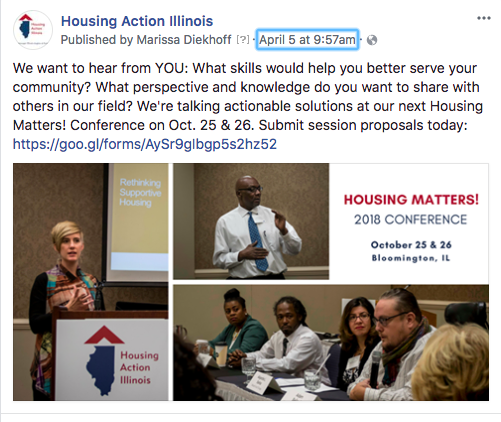 Housing Action Illinois
Published by Marissa Diekhoff [?] · April 5 at 9:57am ·
We want to hear from YOU: What skills would help you better serve your
community? What perspective and knowledge do you want to share with
others in our field? We're talking actionable solutions at our next Housing
Matters! Conference on Oct. 25 & 26. Submit session proposals today:
https://goo.gl/forms/AySr9glbgp5s2hz52
Rethinking
Supportive
Housing
HOUSING MATTERS!
2018 CONFERENCE
October 25 & 26
Bloomington, IL
Housing
Action
Illinois